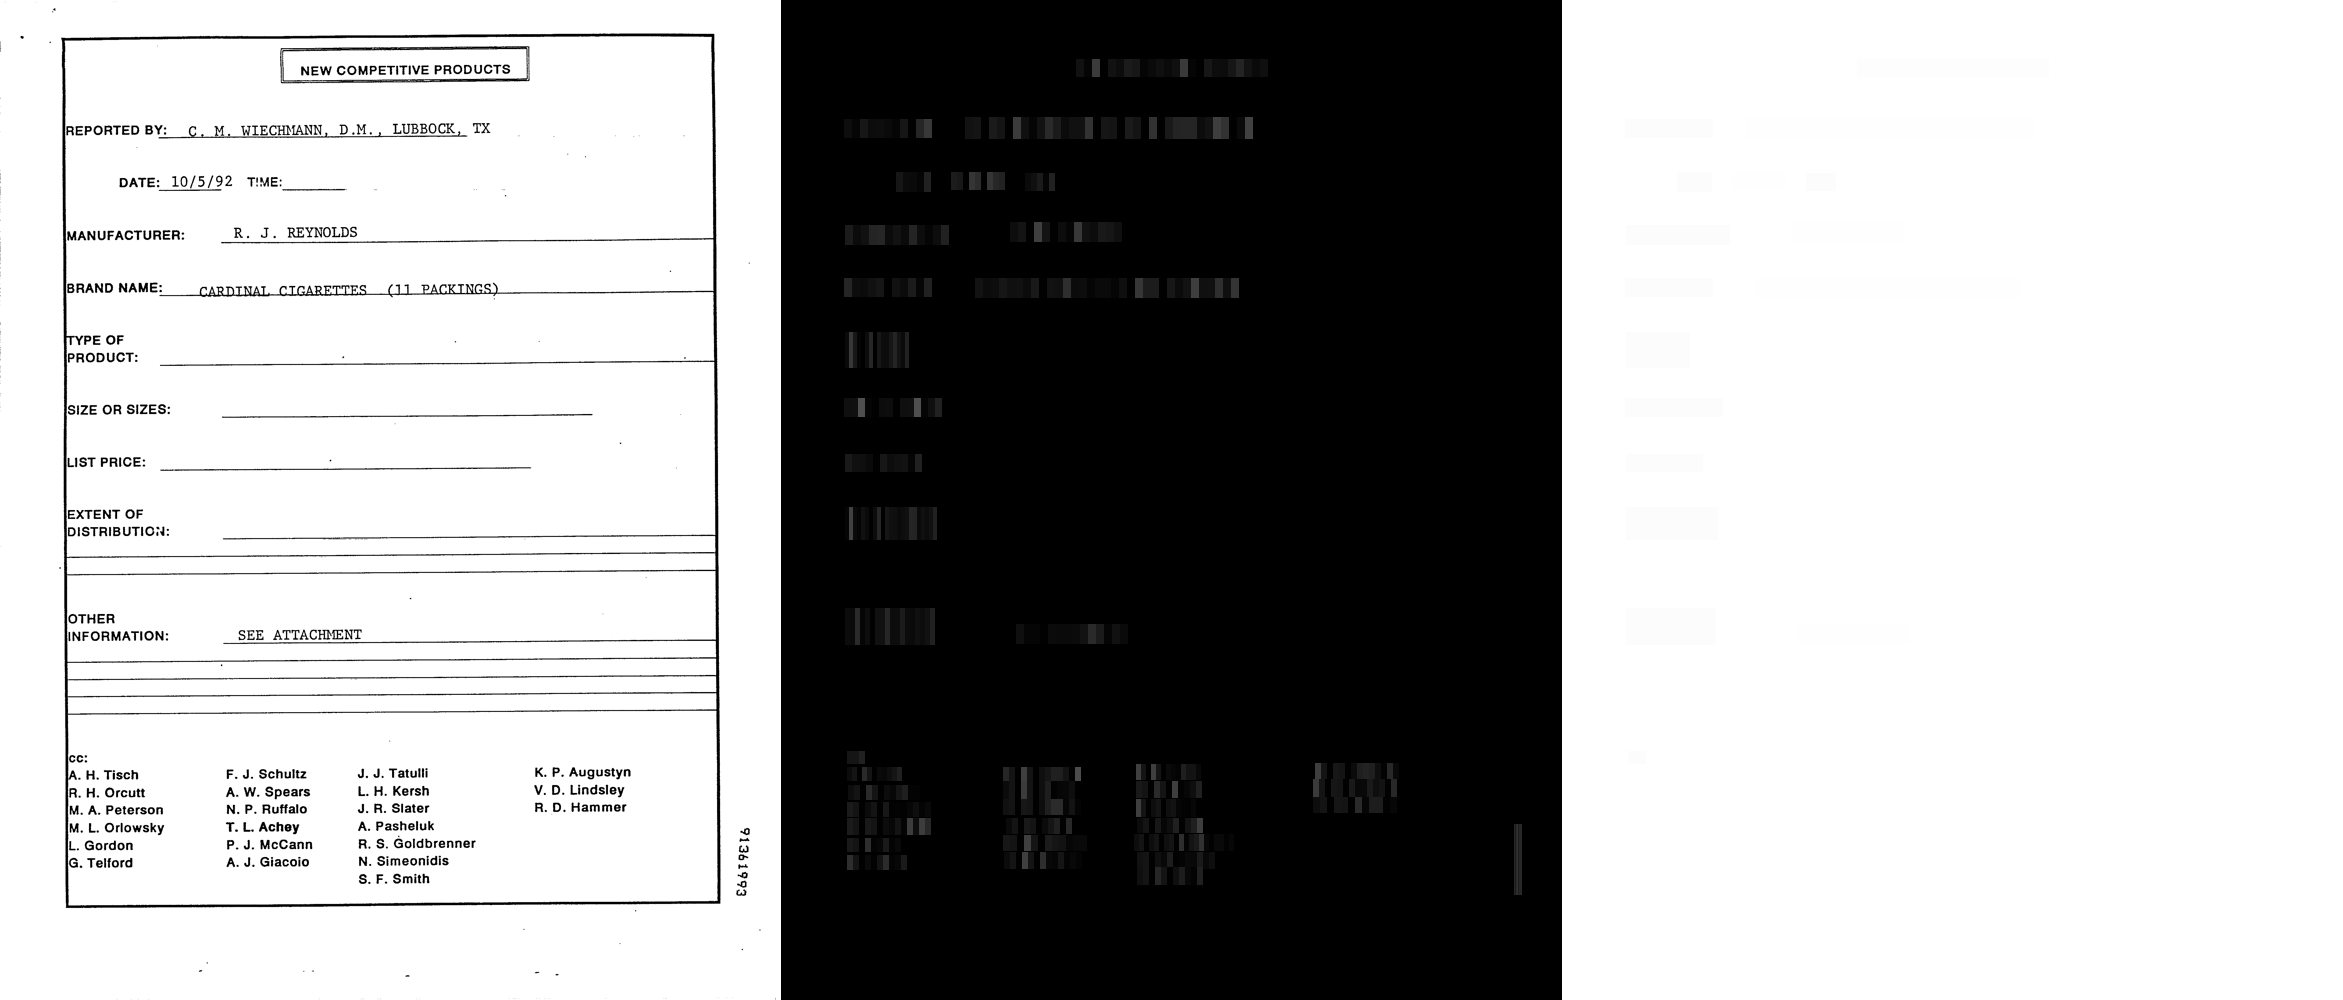 NEW COMPETITIVE PRODUCTS
REPORTED BY: C. M. WIECHMANN, D.M., LUBBOCK, TX
DATE: 10/5/92 TIME:
MANUFACTURER: R. J. REYNOLDS
BRAND NAME: CARDINAL CIGARETTES (11 PACKINGS)
TYPE OF
PRODUCT:
SIZE OR SIZES:
LIST PRICE:
EXTENT OF
DISTRIBUTION:
OTHER
INFORMATION: SEE ATTACHMENT
cc:
A. H. Tisch F. J. Schultz J. J. Tatulli K. P. Augustyn
R. H. Orcutt A. W. Spears L. H. Kersh V. D. Lindsley
M. A. Peterson N. P. Ruffalo J. R. Slater R. D. Hammer
M. L. Orlowsky T. L. Achey A. Pasheluk
L. Gordon P. J. McCann R. S. Goldbrenner
G. Telford A. J. Giacoio N. Simeonidis
S. F. Smith
91361993